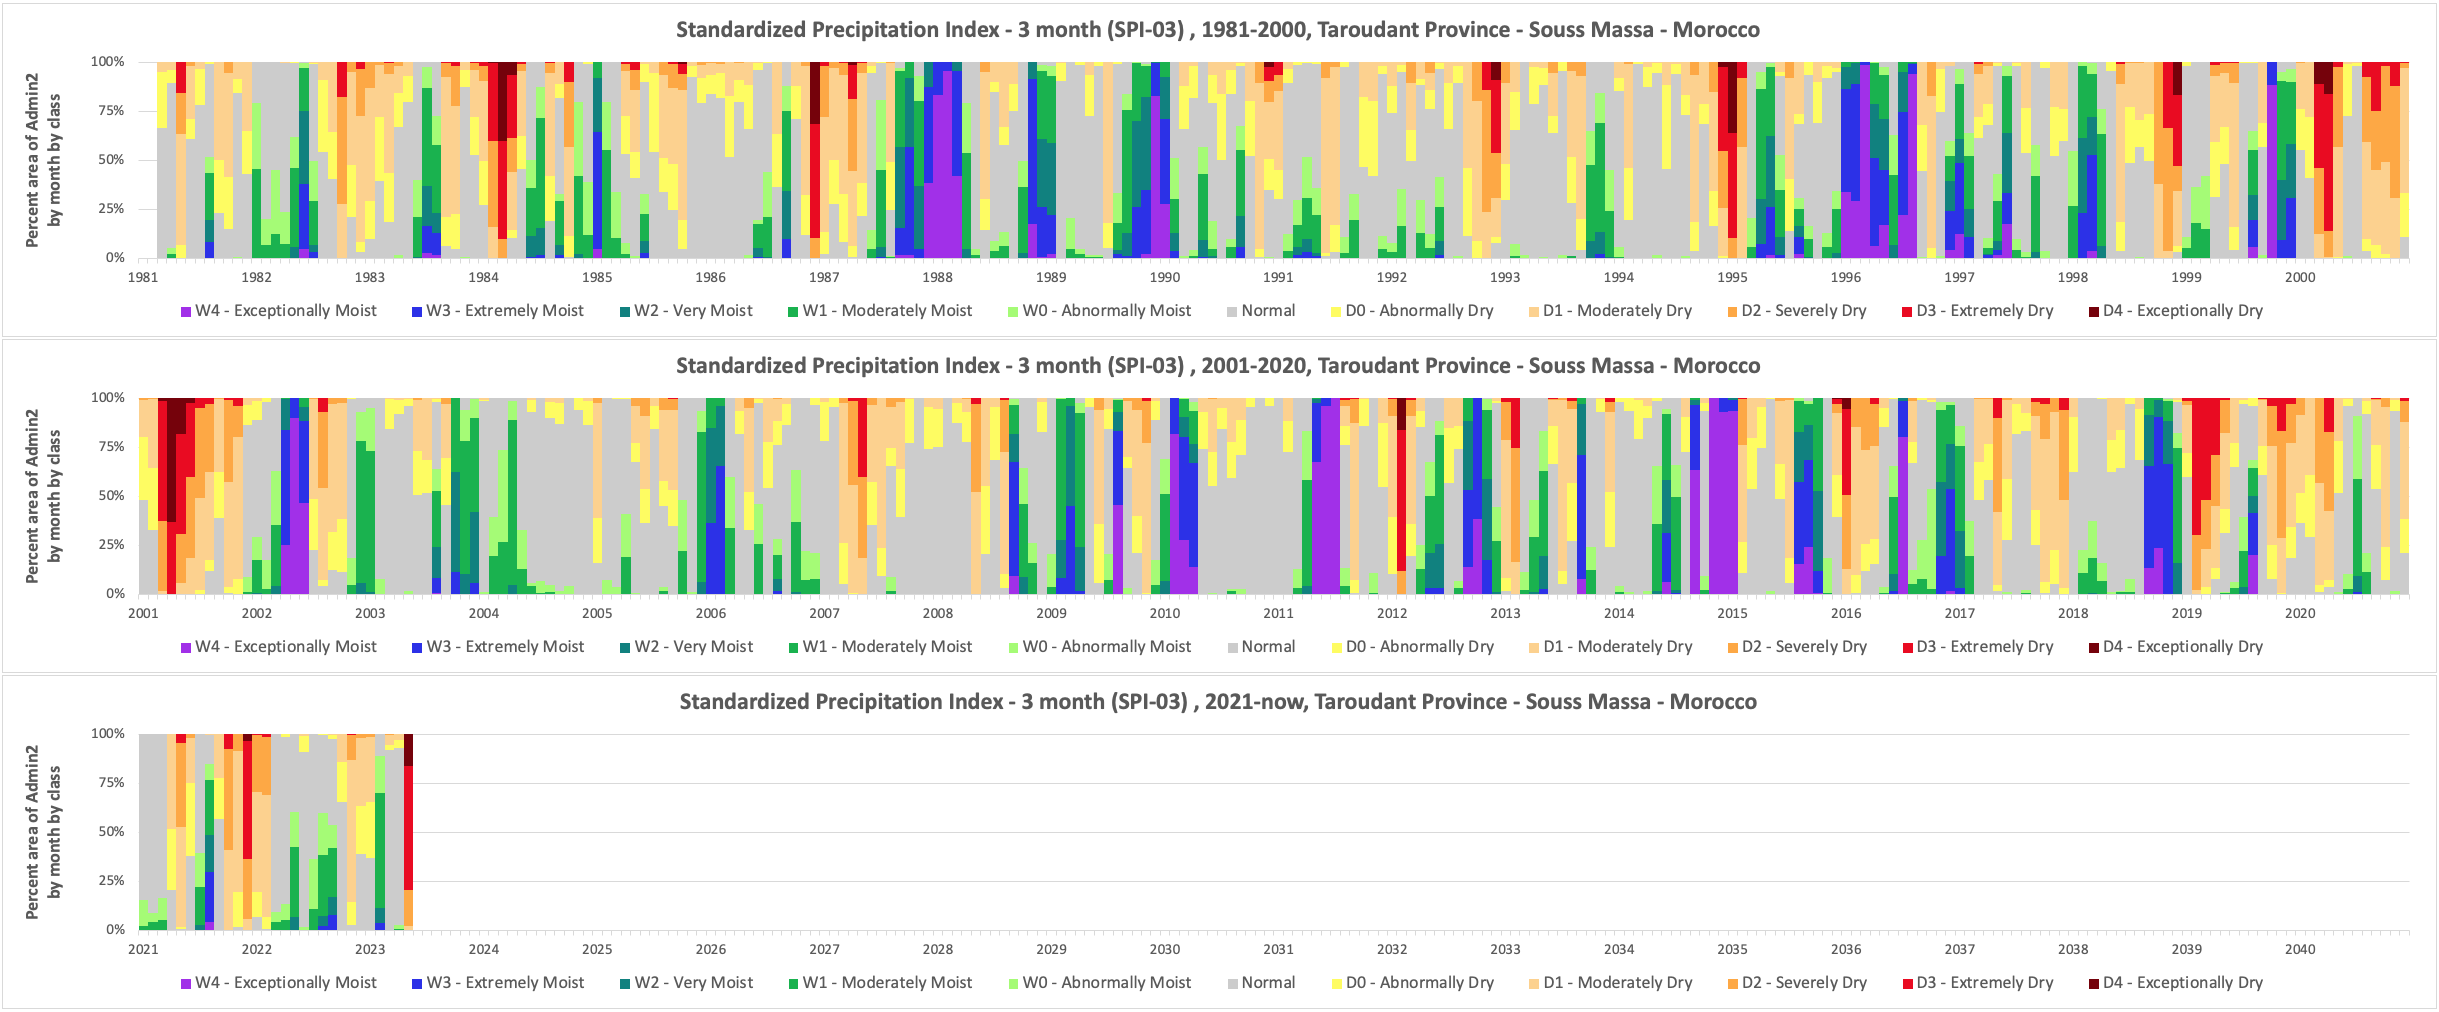 Standardized Precipitation Index - 3 month (SPI-03) , 1981-2000, Taroudant Province - Souss Massa - Morocco
Percent area of Admin2
by month by class
100%
75%
50%
25%
0%
1981 1982 1983 1984 1985 1986 1987 1988 1989 1990 1991 1992 1993 1994 1995 1996 1997 1998 1999 2000
W4 - Exceptionally Moist W3 - Extremely Moist W2 - Very Moist W1 - Moderately Moist W0 - Abnormally Moist Normal D0 - Abnormally Dry D1 - Moderately Dry D2 - Severely Dry D3 - Extremely Dry D4 - Exceptionally Dry
Standardized Precipitation Index - 3 month (SPI-03) , 2001-2020, Taroudant Province - Souss Massa - Morocco
Percent area of Admin2
by month by class
100%
75%
50%
25%
0%
2001 2002 2003 2004 2005 2006 2007 2008 2009 2010 2011 2012 2013 2014 2015 2016 2017 2018 2019 2020
W4 - Exceptionally Moist W3 - Extremely Moist W2 - Very Moist W1 - Moderately Moist W0 - Abnormally Moist Normal D0 - Abnormally Dry D1 - Moderately Dry D2 - Severely Dry D3 - Extremely Dry D4 - Exceptionally Dry
Standardized Precipitation Index - 3 month (SPI-03) , 2021-now, Taroudant Province - Souss Massa - Morocco
Percent area of Admin2
by month by class
100%
75%
50%
25%
0%
2021 2022 2023 2024 2025 2026 2027 2028 2029 2030 2031 2032 2033 2034 2035 2036 2037 2038 2039 2040
W4 - Exceptionally Moist W3 - Extremely Moist W2 - Very Moist W1 - Moderately Moist W0 - Abnormally Moist Normal D0 - Abnormally Dry D1 - Moderately Dry D2 - Severely Dry D3 - Extremely Dry D4 - Exceptionally Dry